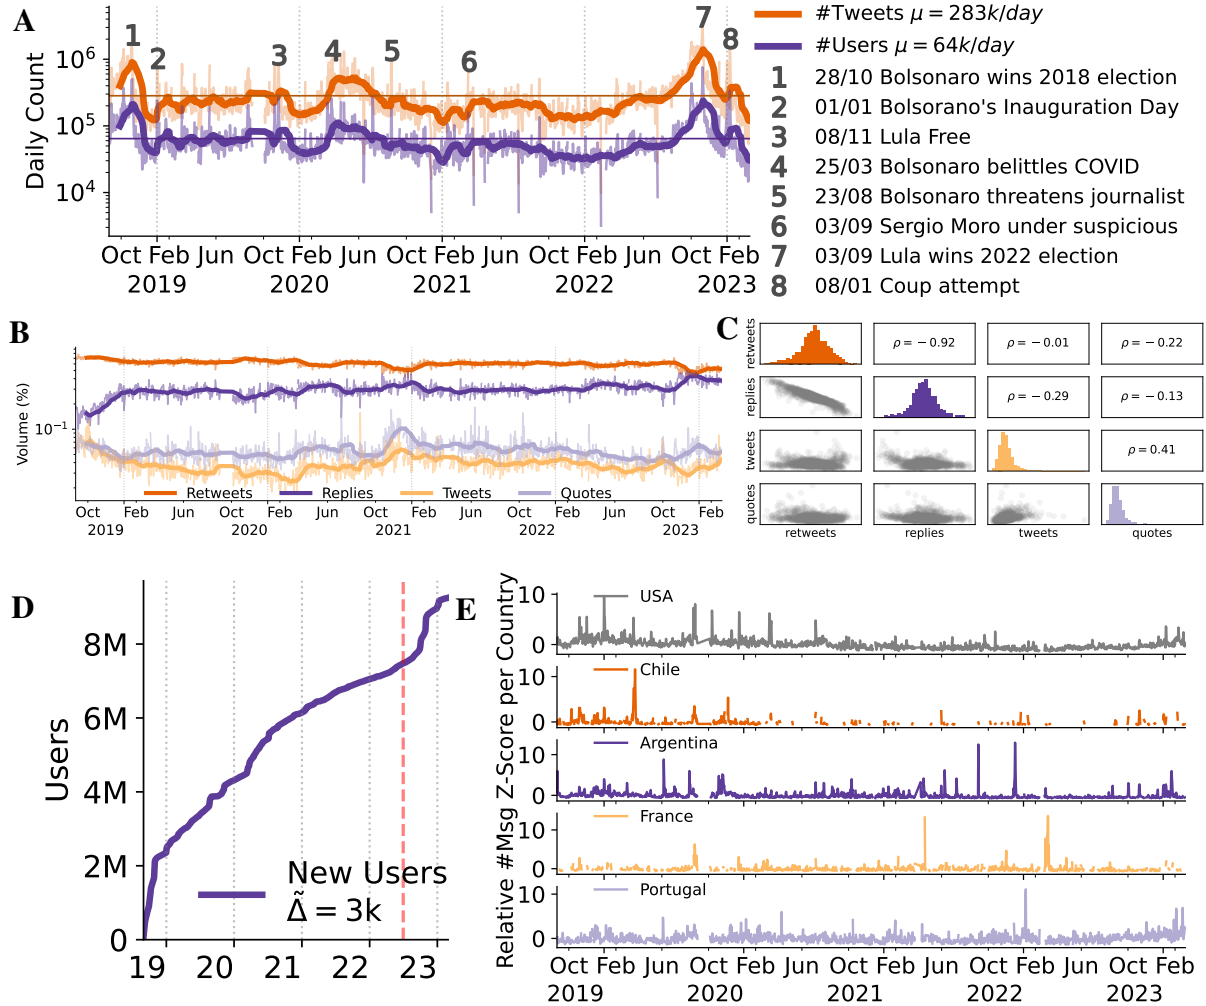 A
1
2
3
4
5
6
7
8
10^6
10^5
10^4
Daily Count
Oct Feb Jun Oct Feb Jun Oct Feb Jun Oct Feb Jun Oct Feb
2019 2020 2021 2022 2023
#Tweets μ = 283k/day
#Users μ = 64k/day
1 28/10 Bolsonaro wins 2018 election
2 01/01 Bolsorano's Inauguration Day
3 08/11 Lula Free
4 25/03 Bolsonaro belittles COVID
5 23/08 Bolsonaro threatens journalist
6 03/09 Sergio Moro under suspicious
7 03/09 Lula wins 2022 election
8 08/01 Coup attempt
B
Volume (%)
10^−1
Retweets Replies Tweets Quotes
Oct Feb Jun Oct Feb Jun Oct Feb Jun Oct Feb Jun Oct Feb
2019 2020 2021 2022 2023
C
retweets
ρ = −0.92
ρ = −0.01
ρ = −0.22
replies
ρ = −0.29
ρ = −0.13
tweets
ρ = 0.41
quotes
retweets replies tweets quotes
D
Users
8M
6M
4M
2M
0
New Users
Δ̃ = 3k
19 20 21 22 23
E
Relative #Msg Z-Score per Country
10
0
USA
10
0
Chile
10
0
Argentina
10
0
France
10
0
Portugal
Oct Feb Jun Oct Feb Jun Oct Feb Jun Oct Feb Jun Oct Feb
2019 2020 2021 2022 2023